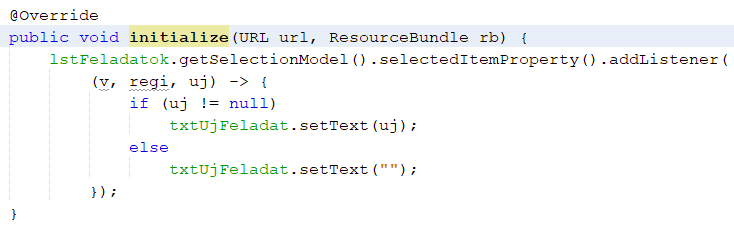 @Override
public void initialize(URL url, ResourceBundle rb) {
    lstFeladatok.getSelectionModel().selectedItemProperty().addListener(
        (v, regi, uj) -> {
            if (uj != null)
                txtUjFeladat.setText(uj);
            else
                txtUjFeladat.setText("");
        });
}